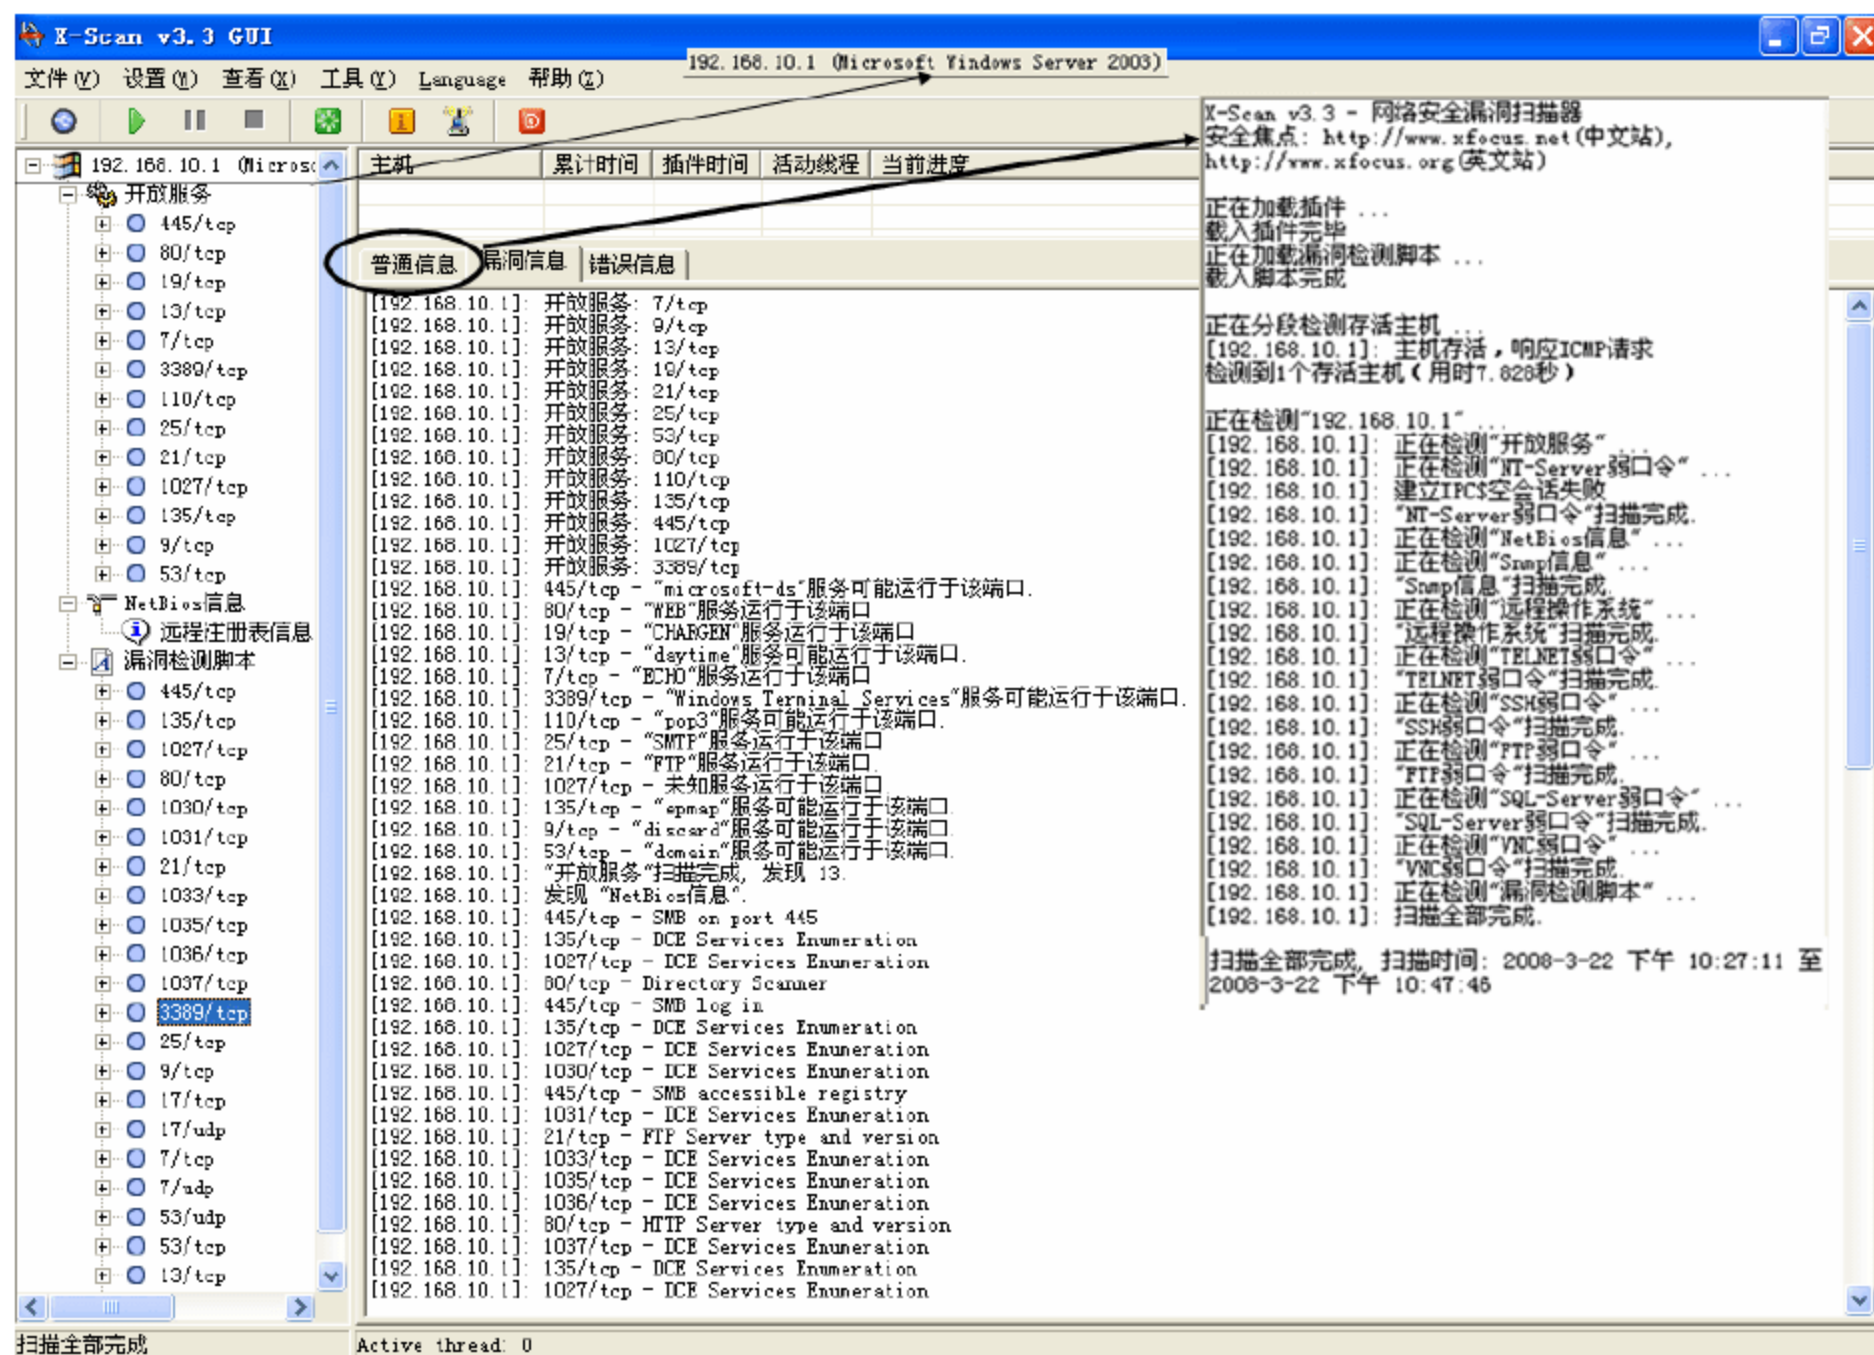 X-Scan v3.3 GUI
文件(V) 设置(W) 查看(X) 工具(Y) Language 帮助(Z)
192.168.10.1 (Microsoft Windows Server 2003)
192.168.10.1 (Micros
开放服务
445/tcp
80/tcp
19/tcp
13/tcp
7/tcp
3389/tcp
110/tcp
25/tcp
21/tcp
1027/tcp
135/tcp
9/tcp
53/tcp
NetBios信息
远程注册表信息
漏洞检测脚本
445/tcp
135/tcp
1027/tcp
80/tcp
1030/tcp
1031/tcp
21/tcp
1033/tcp
1035/tcp
1036/tcp
1037/tcp
3389/tcp
25/tcp
9/tcp
17/tcp
17/udp
7/tcp
7/udp
53/udp
53/tcp
13/tcp
主机 累计时间 插件时间 活动线程 当前进度
普通信息 漏洞信息 错误信息
[192.168.10.1]: 开放服务: 7/tcp
[192.168.10.1]: 开放服务: 9/tcp
[192.168.10.1]: 开放服务: 13/tcp
[192.168.10.1]: 开放服务: 19/tcp
[192.168.10.1]: 开放服务: 21/tcp
[192.168.10.1]: 开放服务: 25/tcp
[192.168.10.1]: 开放服务: 53/tcp
[192.168.10.1]: 开放服务: 80/tcp
[192.168.10.1]: 开放服务: 110/tcp
[192.168.10.1]: 开放服务: 135/tcp
[192.168.10.1]: 开放服务: 445/tcp
[192.168.10.1]: 开放服务: 1027/tcp
[192.168.10.1]: 开放服务: 3389/tcp
[192.168.10.1]: 445/tcp - "microsoft-ds"服务可能运行于该端口.
[192.168.10.1]: 80/tcp - "WEB"服务运行于该端口
[192.168.10.1]: 19/tcp - "CHARGEN"服务运行于该端口
[192.168.10.1]: 13/tcp - "daytime"服务可能运行于该端口.
[192.168.10.1]: 7/tcp - "ECHO"服务运行于该端口
[192.168.10.1]: 3389/tcp - "Windows Terminal Services"服务可能运行于该端口.
[192.168.10.1]: 110/tcp - "pop3"服务可能运行于该端口.
[192.168.10.1]: 25/tcp - "SMTP"服务运行于该端口
[192.168.10.1]: 21/tcp - "FTP"服务运行于该端口
[192.168.10.1]: 1027/tcp - 未知服务运行于该端口
[192.168.10.1]: 135/tcp - "epmap"服务可能运行于该端口.
[192.168.10.1]: 9/tcp - "discard"服务可能运行于该端口.
[192.168.10.1]: 53/tcp - "domain"服务可能运行于该端口.
[192.168.10.1]: "开放服务"扫描完成, 发现 13.
[192.168.10.1]: 发现 "NetBios信息".
[192.168.10.1]: 445/tcp - SMB on port 445
[192.168.10.1]: 135/tcp - DCE Services Enumeration
[192.168.10.1]: 1027/tcp - DCE Services Enumeration
[192.168.10.1]: 80/tcp - Directory Scanner
[192.168.10.1]: 445/tcp - SMB log in
[192.168.10.1]: 135/tcp - DCE Services Enumeration
[192.168.10.1]: 1027/tcp - DCE Services Enumeration
[192.168.10.1]: 1030/tcp - DCE Services Enumeration
[192.168.10.1]: 445/tcp - SMB accessible registry
[192.168.10.1]: 1031/tcp - DCE Services Enumeration
[192.168.10.1]: 21/tcp - FTP Server type and version
[192.168.10.1]: 1033/tcp - DCE Services Enumeration
[192.168.10.1]: 1035/tcp - DCE Services Enumeration
[192.168.10.1]: 1036/tcp - DCE Services Enumeration
[192.168.10.1]: 80/tcp - HTTP Server type and version
[192.168.10.1]: 1037/tcp - DCE Services Enumeration
[192.168.10.1]: 135/tcp - DCE Services Enumeration
[192.168.10.1]: 1027/tcp - DCE Services Enumeration
X-Scan v3.3 - 网络安全漏洞扫描器
安全焦点: http://www.xfocus.net(中文站),
http://www.xfocus.org(英文站)
正在加载插件 ...
载入插件完毕
正在加载漏洞检测脚本 ...
载入脚本完成
正在分段检测存活主机 ...
[192.168.10.1]: 主机存活，响应ICMP请求
检测到1个存活主机（用时7.828秒）
正在检测"192.168.10.1" ...
[192.168.10.1]: 正在检测"开放服务" ...
[192.168.10.1]: 正在检测"NT-Server弱口令" ...
[192.168.10.1]: 建立IPC$空会话失败
[192.168.10.1]: "NT-Server弱口令"扫描完成.
[192.168.10.1]: 正在检测"NetBios信息" ...
[192.168.10.1]: 正在检测"Snmp信息" ...
[192.168.10.1]: "Snmp信息"扫描完成.
[192.168.10.1]: 正在检测"远程操作系统" ...
[192.168.10.1]: "远程操作系统"扫描完成.
[192.168.10.1]: 正在检测"TELNET弱口令" ...
[192.168.10.1]: "TELNET弱口令"扫描完成.
[192.168.10.1]: 正在检测"SSH弱口令" ...
[192.168.10.1]: "SSH弱口令"扫描完成.
[192.168.10.1]: 正在检测"FTP弱口令" ...
[192.168.10.1]: "FTP弱口令"扫描完成.
[192.168.10.1]: 正在检测"SQL-Server弱口令" ...
[192.168.10.1]: "SQL-Server弱口令"扫描完成.
[192.168.10.1]: 正在检测"VNC弱口令" ...
[192.168.10.1]: "VNC弱口令"扫描完成.
[192.168.10.1]: 正在检测"漏洞检测脚本" ...
[192.168.10.1]: 扫描全部完成.
扫描全部完成, 扫描时间: 2008-3-22 下午 10:27:11 至
2008-3-22 下午 10:47:46
扫描全部完成
Active thread: 0